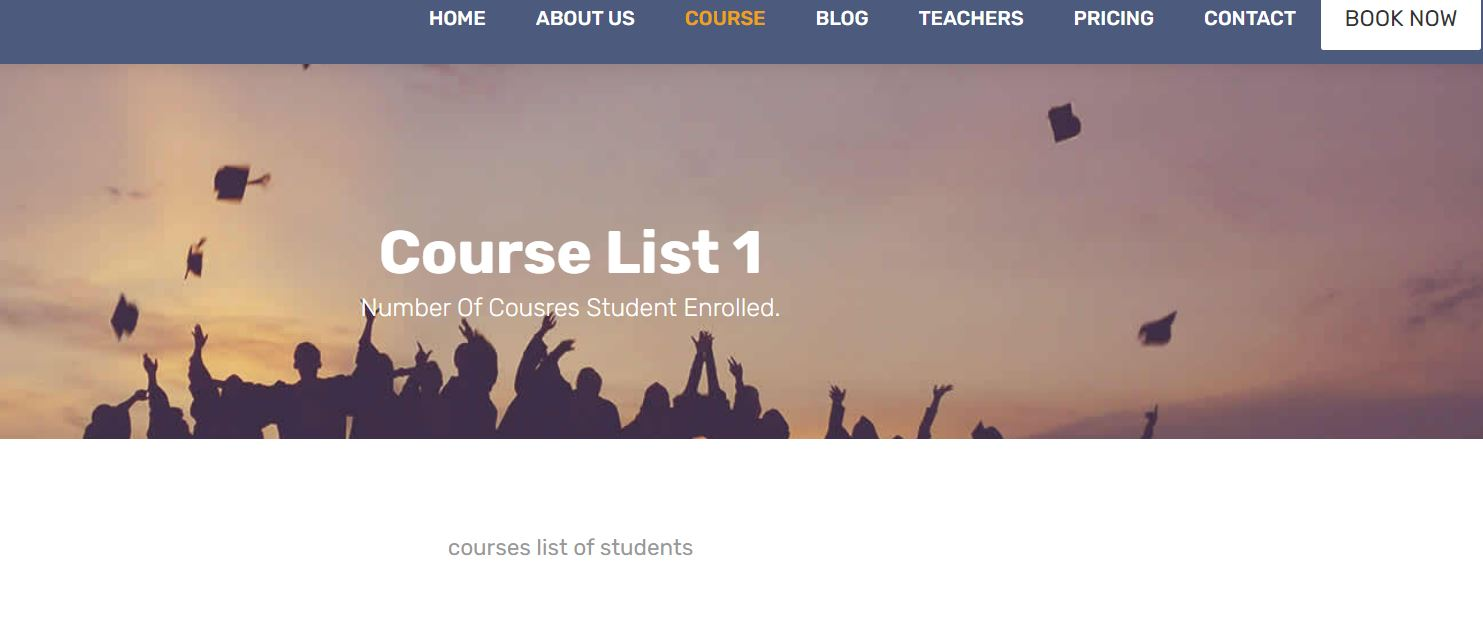 HOME ABOUT US COURSE BLOG TEACHERS PRICING CONTACT BOOK NOW
Course List 1
Number Of Cousres Student Enrolled.
courses list of students